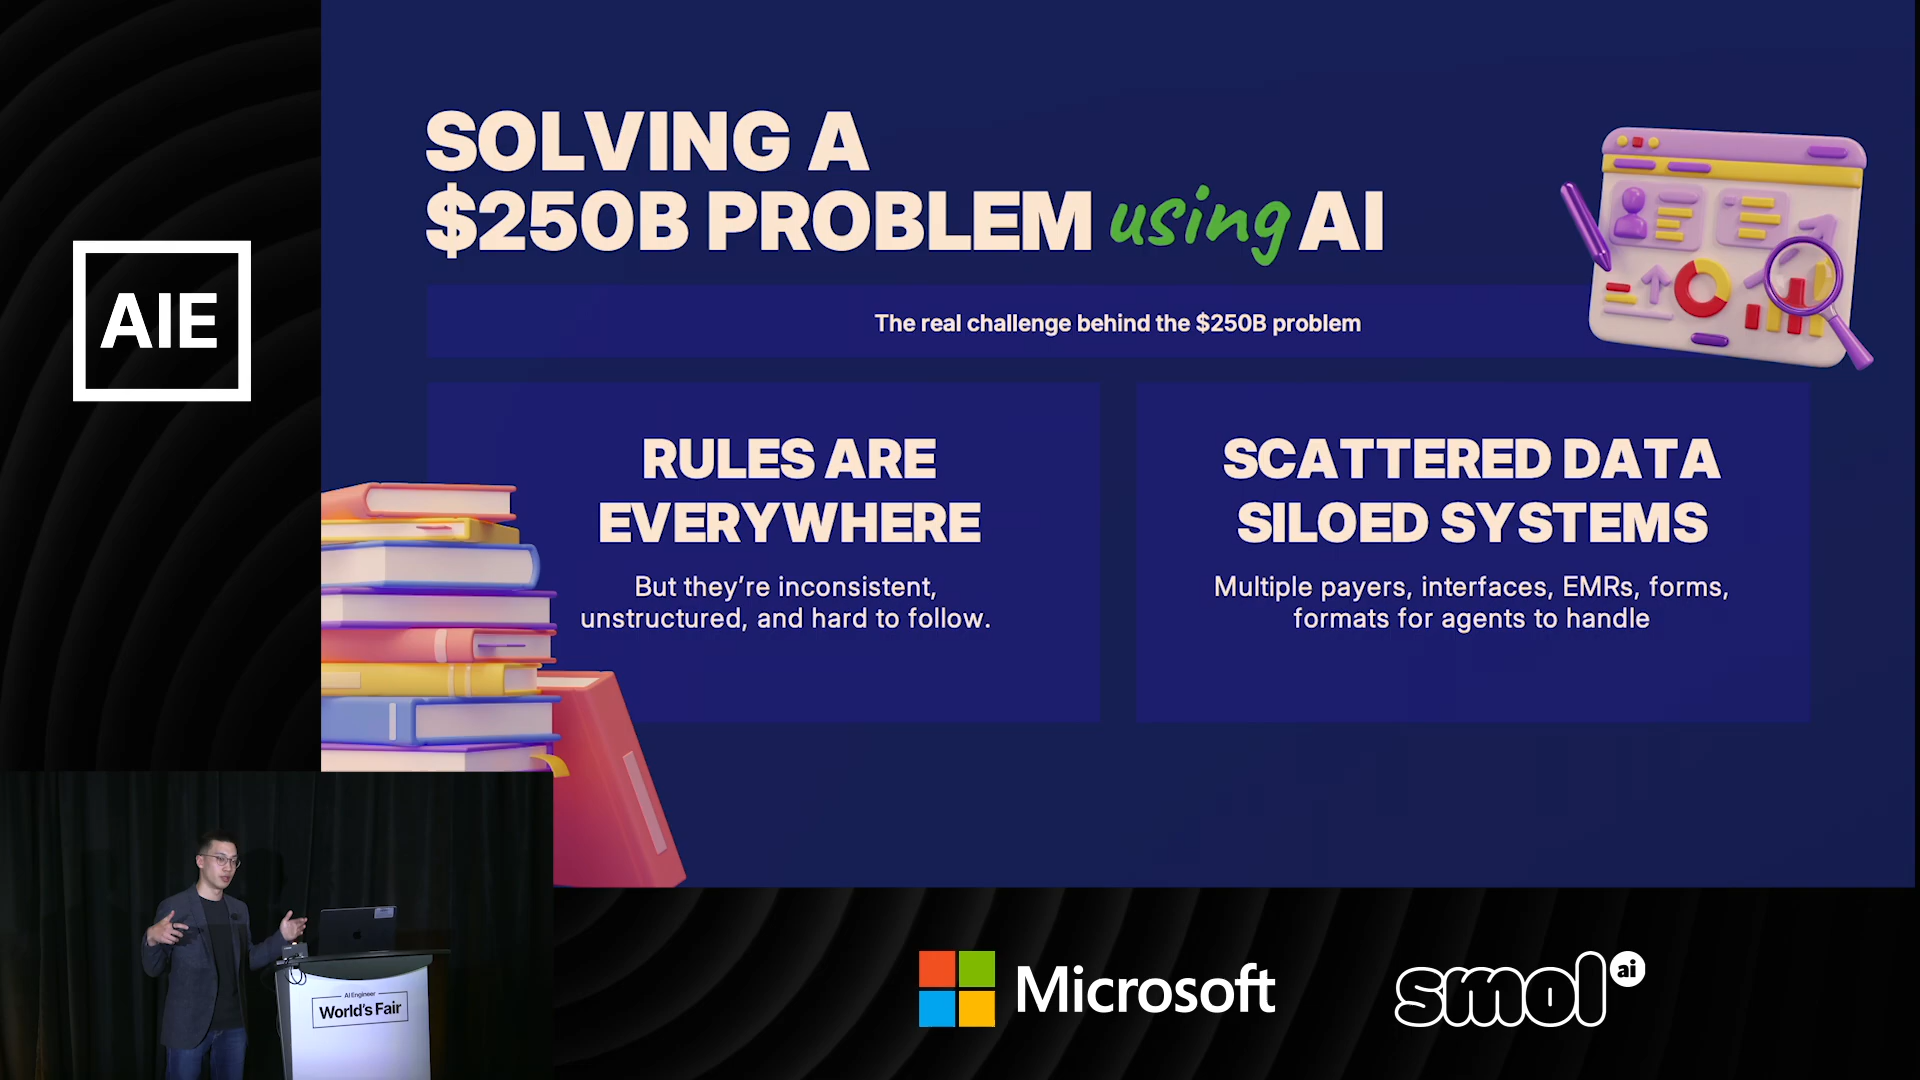 AIE
SOLVING A
$250B PROBLEM using AI
The real challenge behind the $250B problem
RULES ARE
EVERYWHERE
But they’re inconsistent,
unstructured, and hard to follow.
SCATTERED DATA
SILOED SYSTEMS
Multiple payers, interfaces, EMRs, forms,
formats for agents to handle
AI Engineer
World's Fair
Microsoft
smol ai